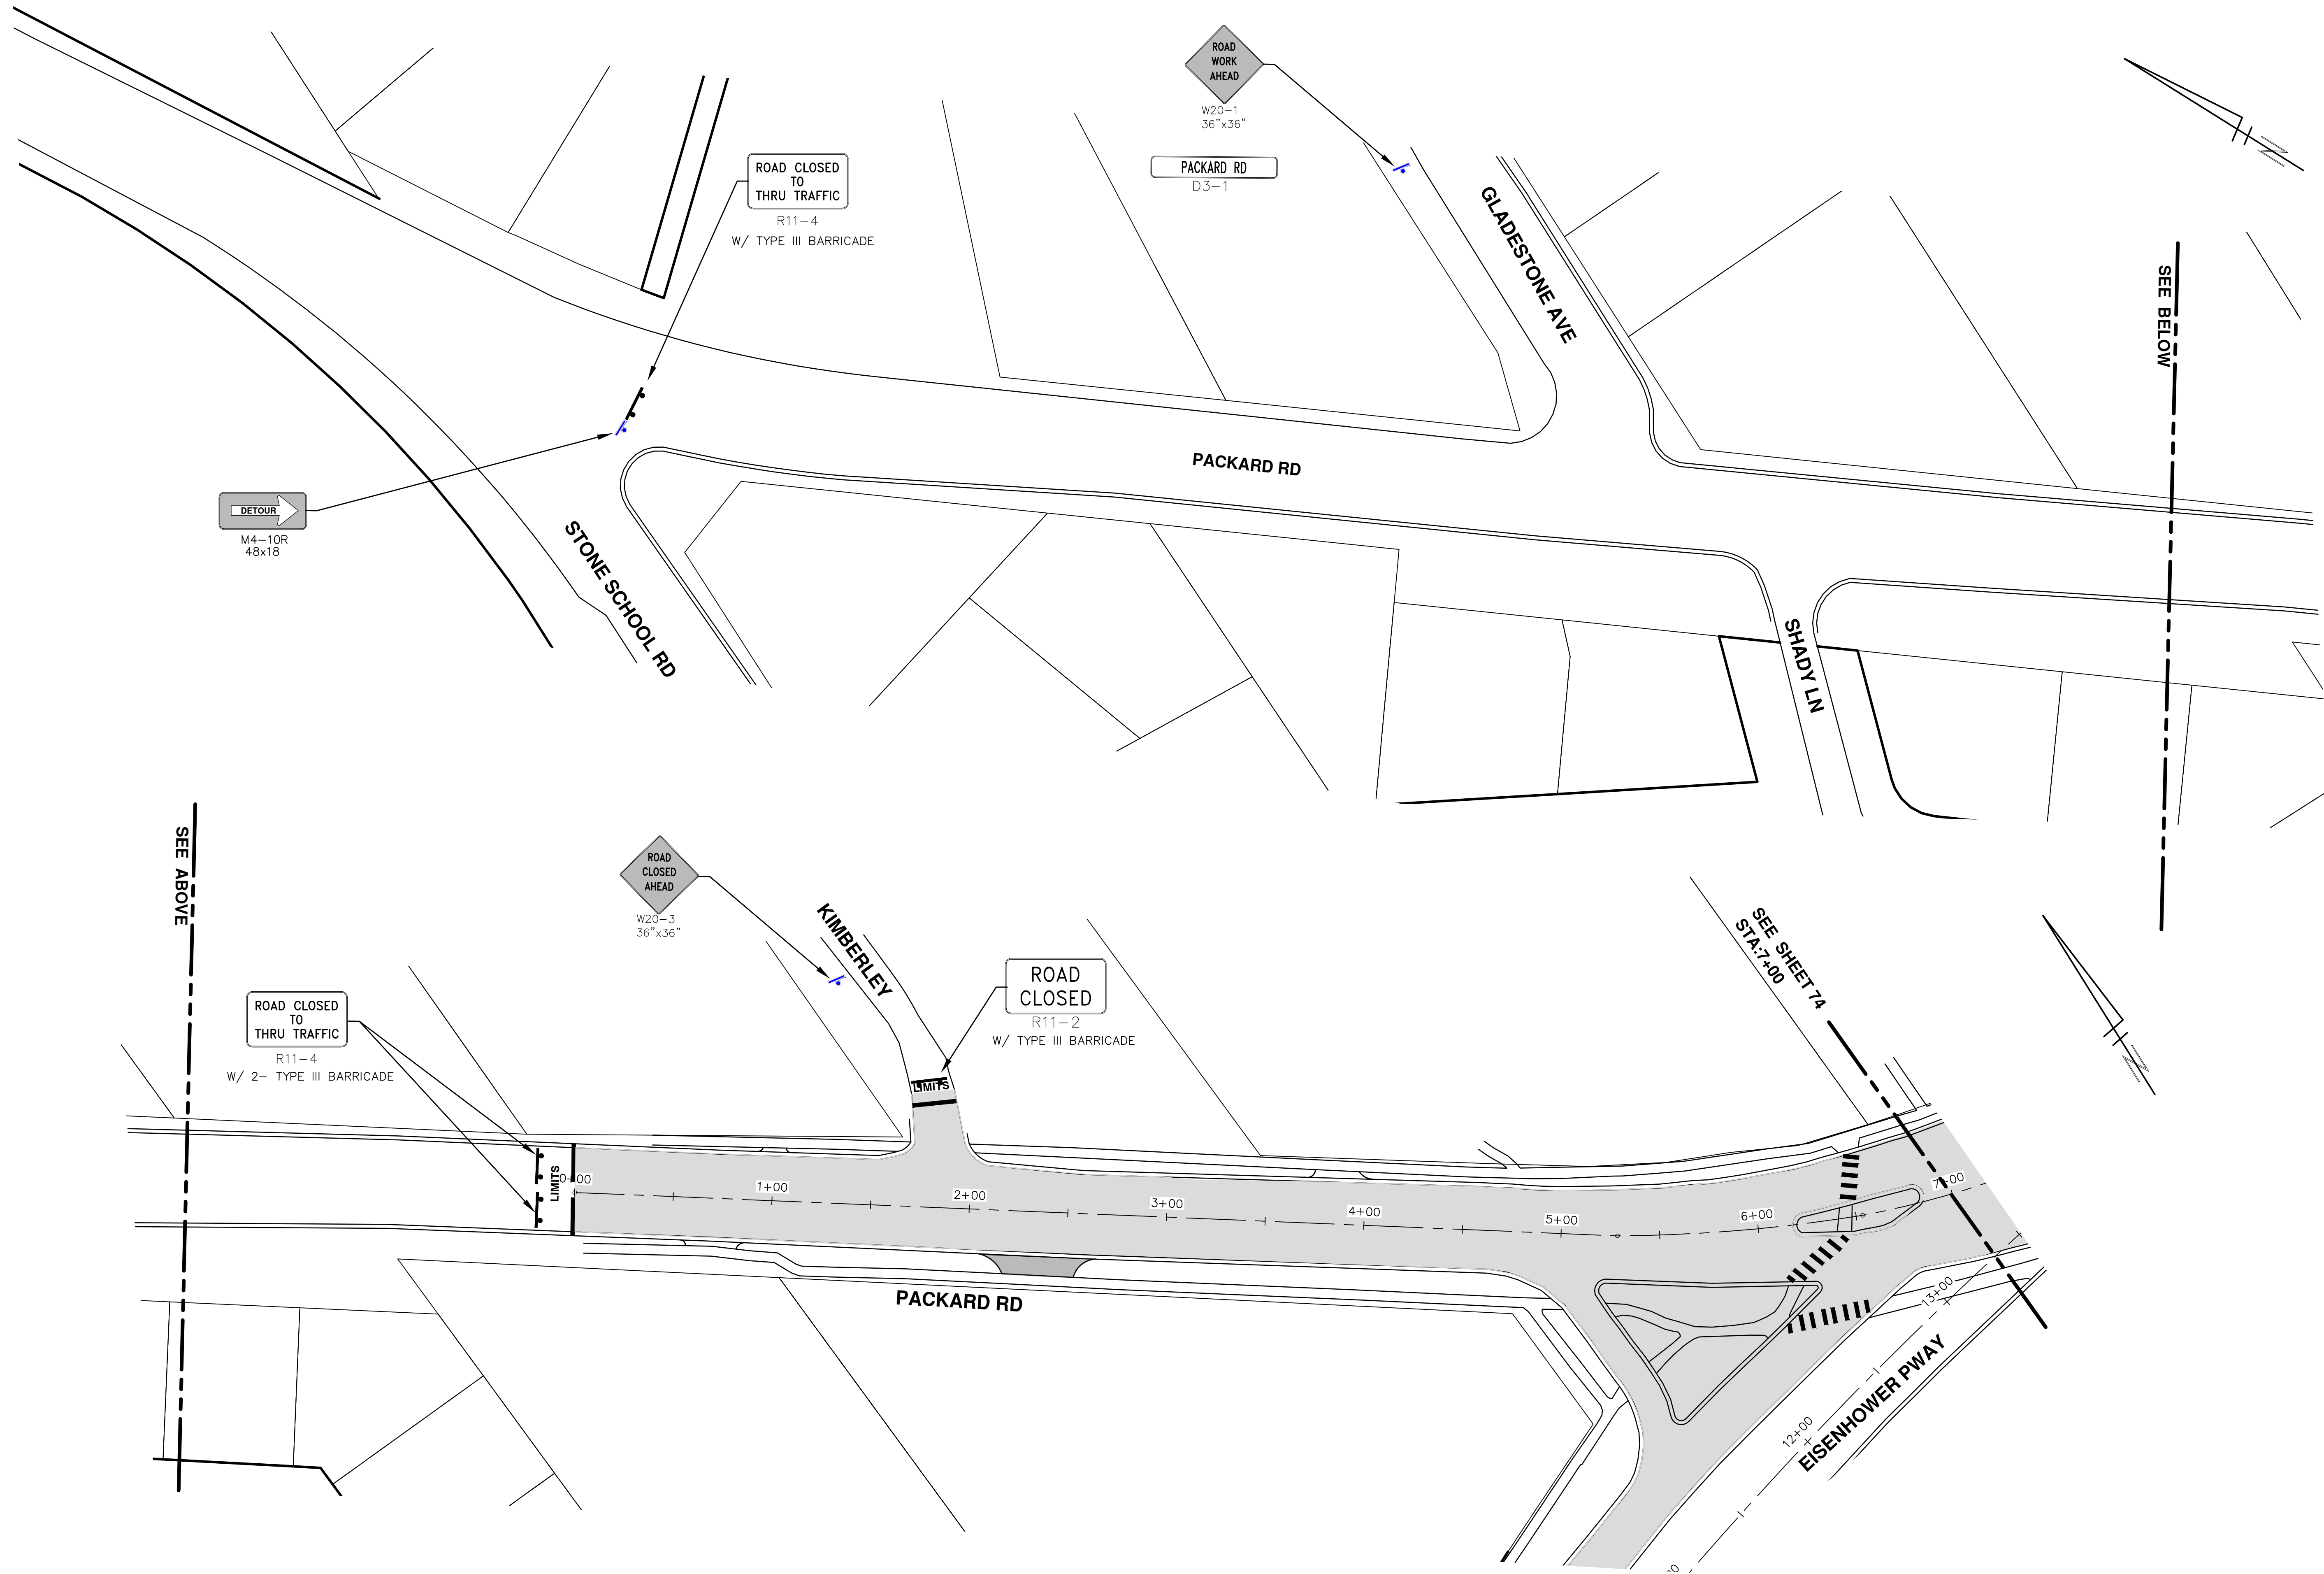 ROAD
WORK
AHEAD
W20-1
36"x36"
PACKARD RD
D3-1
ROAD CLOSED
TO
THRU TRAFFIC
R11-4
W/ TYPE III BARRICADE
GLADESTONE AVE
N
SEE BELOW
PACKARD RD
DETOUR
M4-10R
48x18
STONE SCHOOL RD
SHADY LN
SEE ABOVE
ROAD
CLOSED
AHEAD
W20-3
36"x36"
KIMBERLEY
ROAD
CLOSED
R11-2
W/ TYPE III BARRICADE
LIMITS
SEE SHEET 74
STA:7+00
N
ROAD CLOSED
TO
THRU TRAFFIC
R11-4
W/ 2- TYPE III BARRICADE
LIMITS
0+00
1+00
2+00
3+00
4+00
5+00
6+00
7+00
PACKARD RD
13+00
12+00
EISENHOWER PWAY